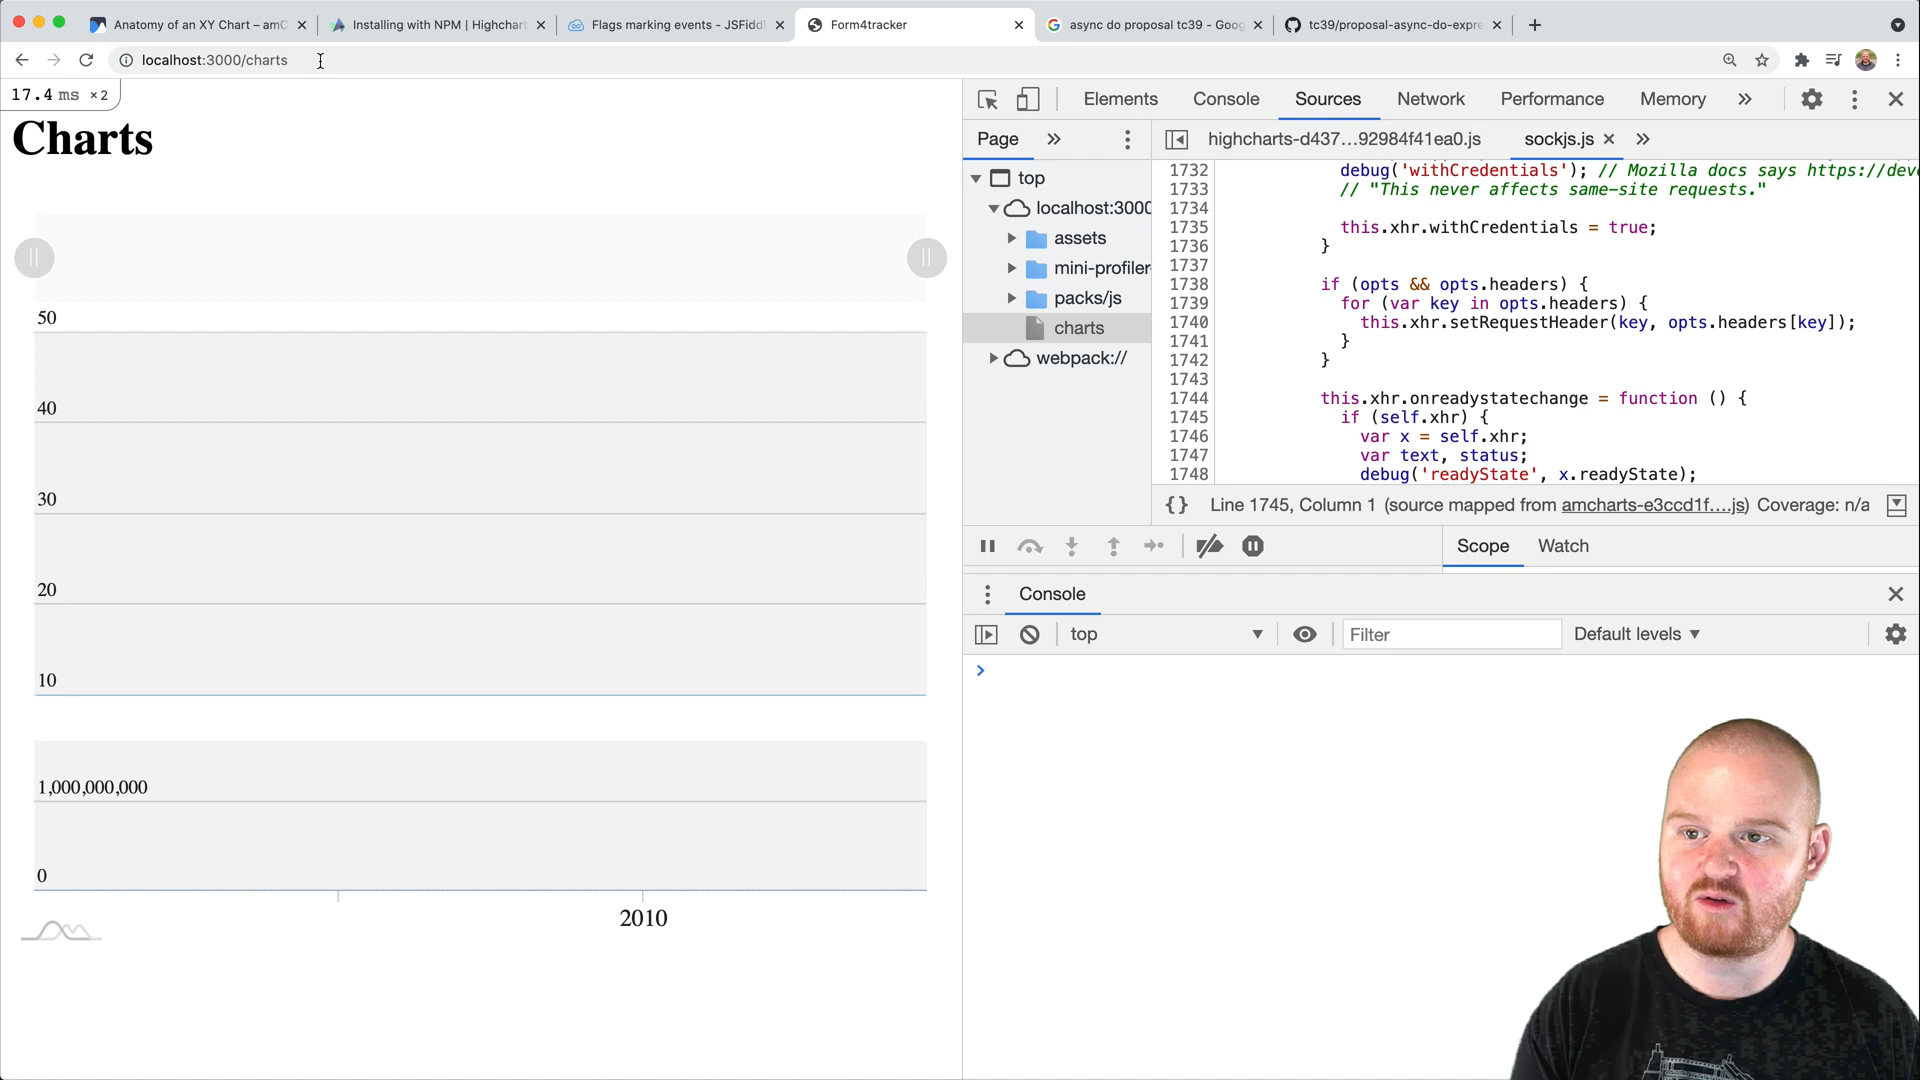 Anatomy of an XY Chart – amC
Installing with NPM | Highchart
Flags marking events - JSFiddl
Form4tracker
async do proposal tc39 - Goog
tc39/proposal-async-do-expre
localhost:3000/charts
17.4 ms ×2
Charts
50
40
30
20
10
1,000,000,000
0
2010
Elements
Console
Sources
Network
Performance
Memory
Page
highcharts-d437...92984f41ea0.js
sockjs.js
top
localhost:3000
assets
mini-profiler
packs/js
charts
webpack://
1732 debug('withCredentials'); // Mozilla docs says https://deve
1733 // "This never affects same-site requests."
1734
1735 this.xhr.withCredentials = true;
1736 }
1737
1738 if (opts && opts.headers) {
1739 for (var key in opts.headers) {
1740 this.xhr.setRequestHeader(key, opts.headers[key]);
1741 }
1742 }
1743
1744 this.xhr.onreadystatechange = function () {
1745 if (self.xhr) {
1746 var x = self.xhr;
1747 var text, status;
1748 debug('readyState', x.readyState);
{} Line 1745, Column 1 (source mapped from amcharts-e3ccd1f....js) Coverage: n/a
Scope
Watch
Console
top
Filter
Default levels